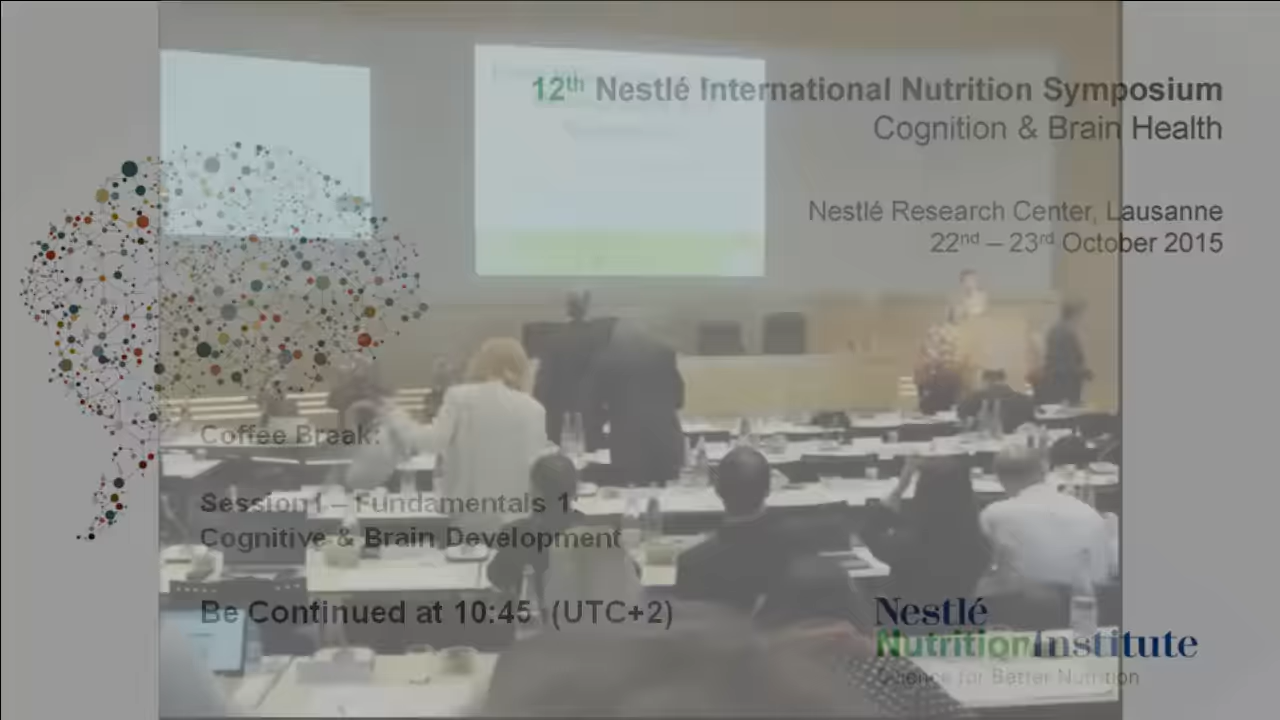 12th Nestlé International Nutrition Symposium
Cognition & Brain Health
Nestlé Research Center, Lausanne
22nd – 23rd October 2015
Coffee Break:
Session I – Fundamentals 1:
Cognitive & Brain Development
Be Continued at 10:45 (UTC+2)
Nestlé
NutritionInstitute
Science for Better Nutrition